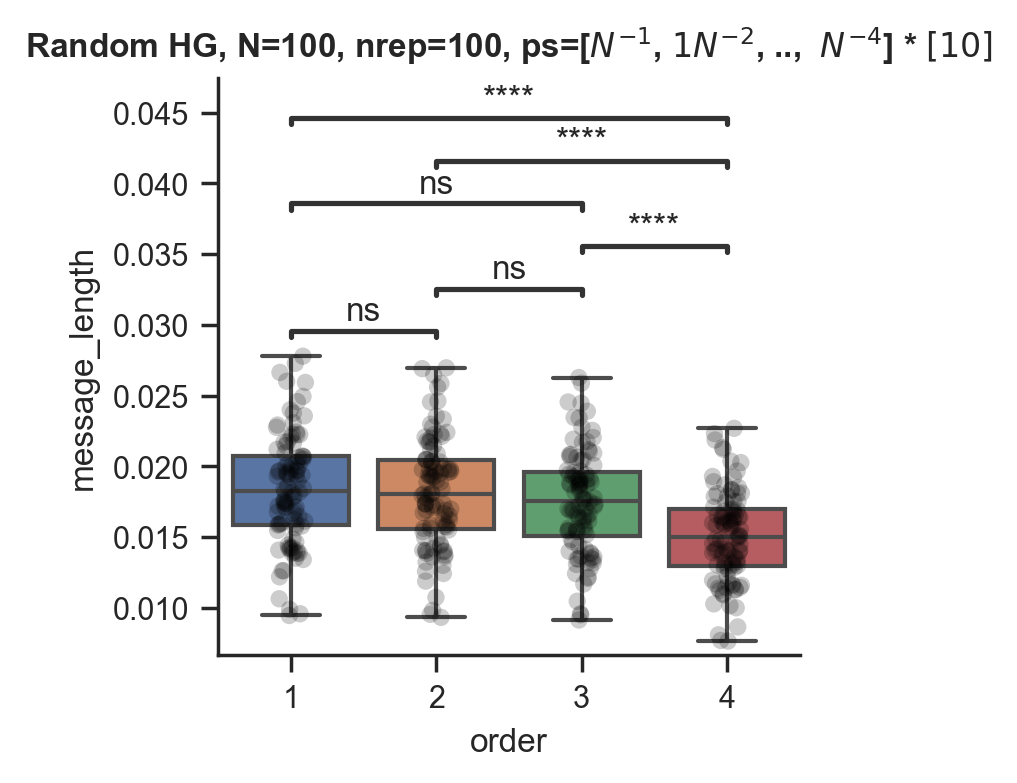 Random HG, N=100, nrep=100, ps=[N⁻¹, 1N⁻², .., N⁻⁴] * [10]
****
0.045
****
ns
0.040
****
0.035
ns
ns
0.030
0.025
0.020
0.015
0.010
message_length
1 2 3 4
order